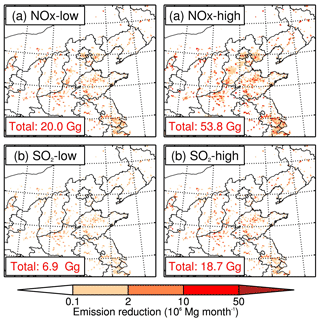 (a) NOx-low
(a) NOx-high
Total: 20.0 Gg
Total: 53.8 Gg
(b) SO₂-low
(b) SO₂-high
Total: 6.9 Gg
Total: 18.7 Gg
0.1 2 10 50
Emission reduction (10⁶ Mg month⁻¹)